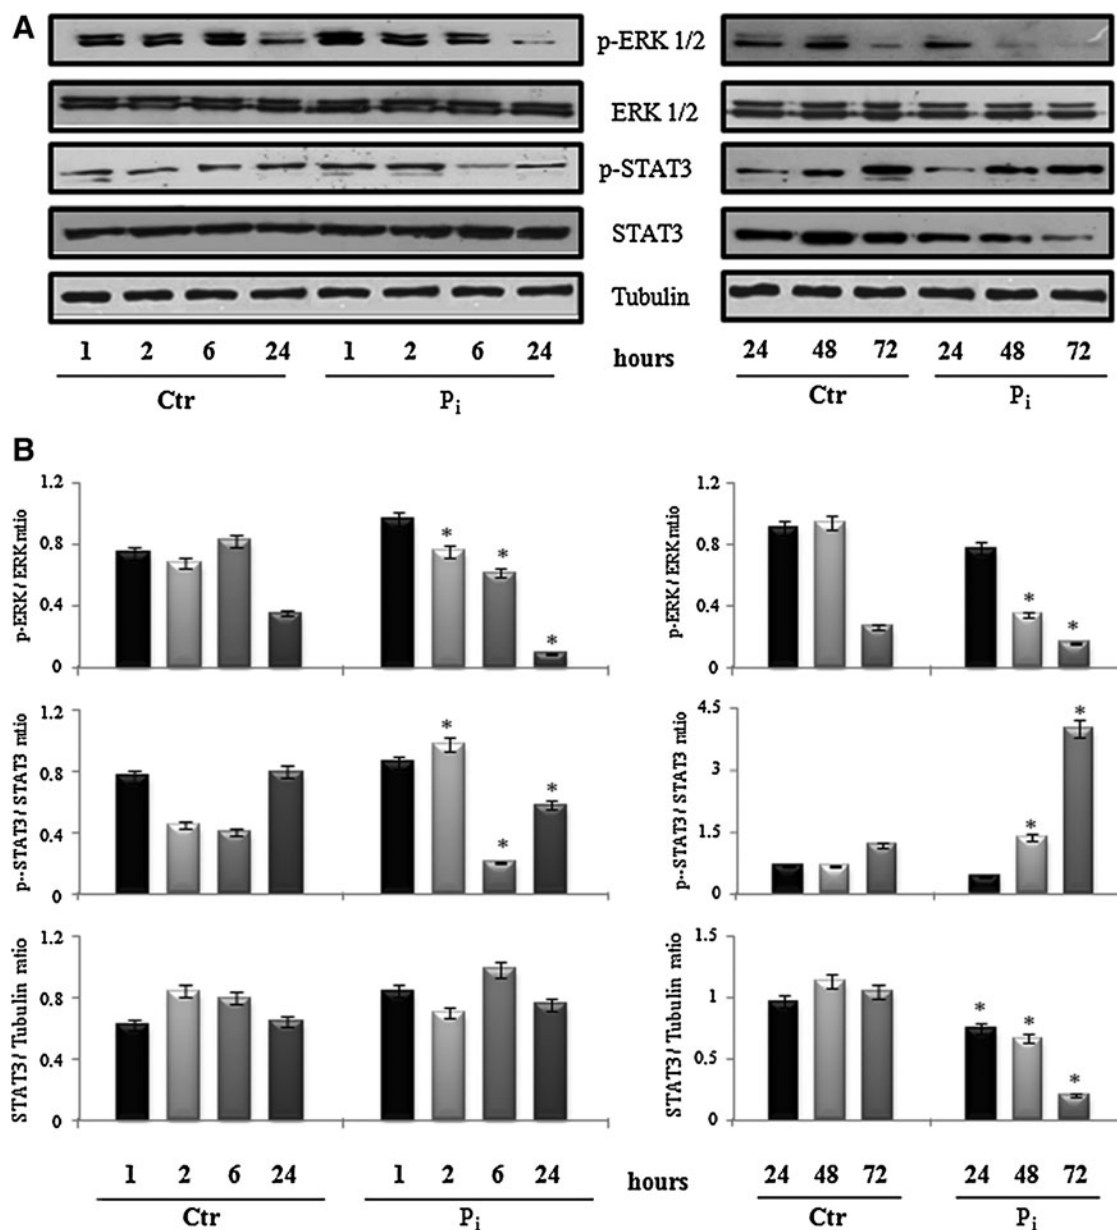 A
p-ERK 1/2
ERK 1/2
p-STAT3
STAT3
Tubulin
1 2 6 24 1 2 6 24 hours 24 48 72 24 48 72
Ctr Pi Ctr Pi
B
p-ERK / ERK ratio
1.2
0.8
0.4
0
* * *
p-ERK / ERK ratio
1.2
0.8
0.4
0
* *
p--STAT3 / STAT3 ratio
1.2
0.8
0.4
0
* * *
p--STAT3 / STAT3 ratio
4.5
3
1.5
0
* *
STAT3 / Tubulin ratio
1.2
0.8
0.4
0
STAT3 / Tubulin ratio
1.5
1
0.5
0
* * *
1 2 6 24 1 2 6 24 hours 24 48 72 24 48 72
Ctr Pi Ctr Pi